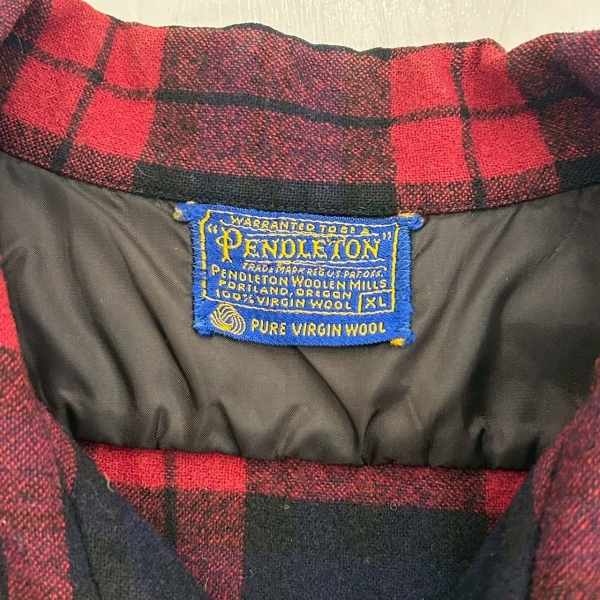 WARRANTED TO BE A
"PENDLETON"
TRADE MARK REG U.S. PAT. OFF.
PENDLETON WOOLEN MILLS
PORTLAND, OREGON
100% VIRGIN WOOL XL
PURE VIRGIN WOOL